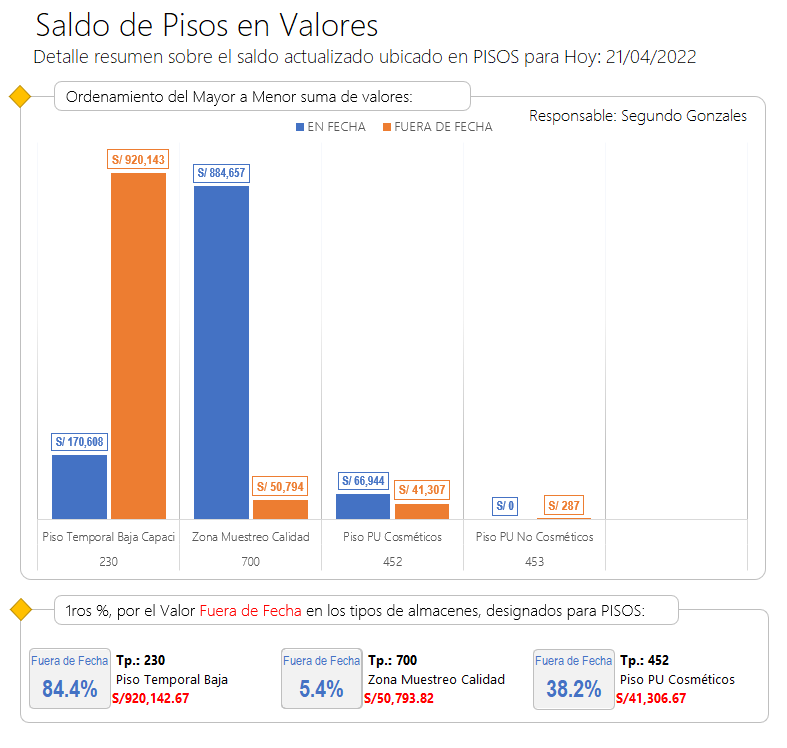 Saldo de Pisos en Valores
Detalle resumen sobre el saldo actualizado ubicado en PISOS para Hoy: 21/04/2022
Ordenamiento del Mayor a Menor suma de valores:
Responsable: Segundo Gonzales
EN FECHA FUERA DE FECHA
S/ 920,143
S/ 884,657
S/ 170,608
S/ 50,794
S/ 66,944
S/ 41,307
S/ 0
S/ 287
Piso Temporal Baja Capaci Zona Muestreo Calidad Piso PU Cosméticos Piso PU No Cosméticos
230 700 452 453
1ros %, por el Valor Fuera de Fecha en los tipos de almacenes, designados para PISOS:
Fuera de Fecha
84.4%
Tp.: 230
Piso Temporal Baja
S/920,142.67
Fuera de Fecha
5.4%
Tp.: 700
Zona Muestreo Calidad
S/50,793.82
Fuera de Fecha
38.2%
Tp.: 452
Piso PU Cosméticos
S/41,306.67